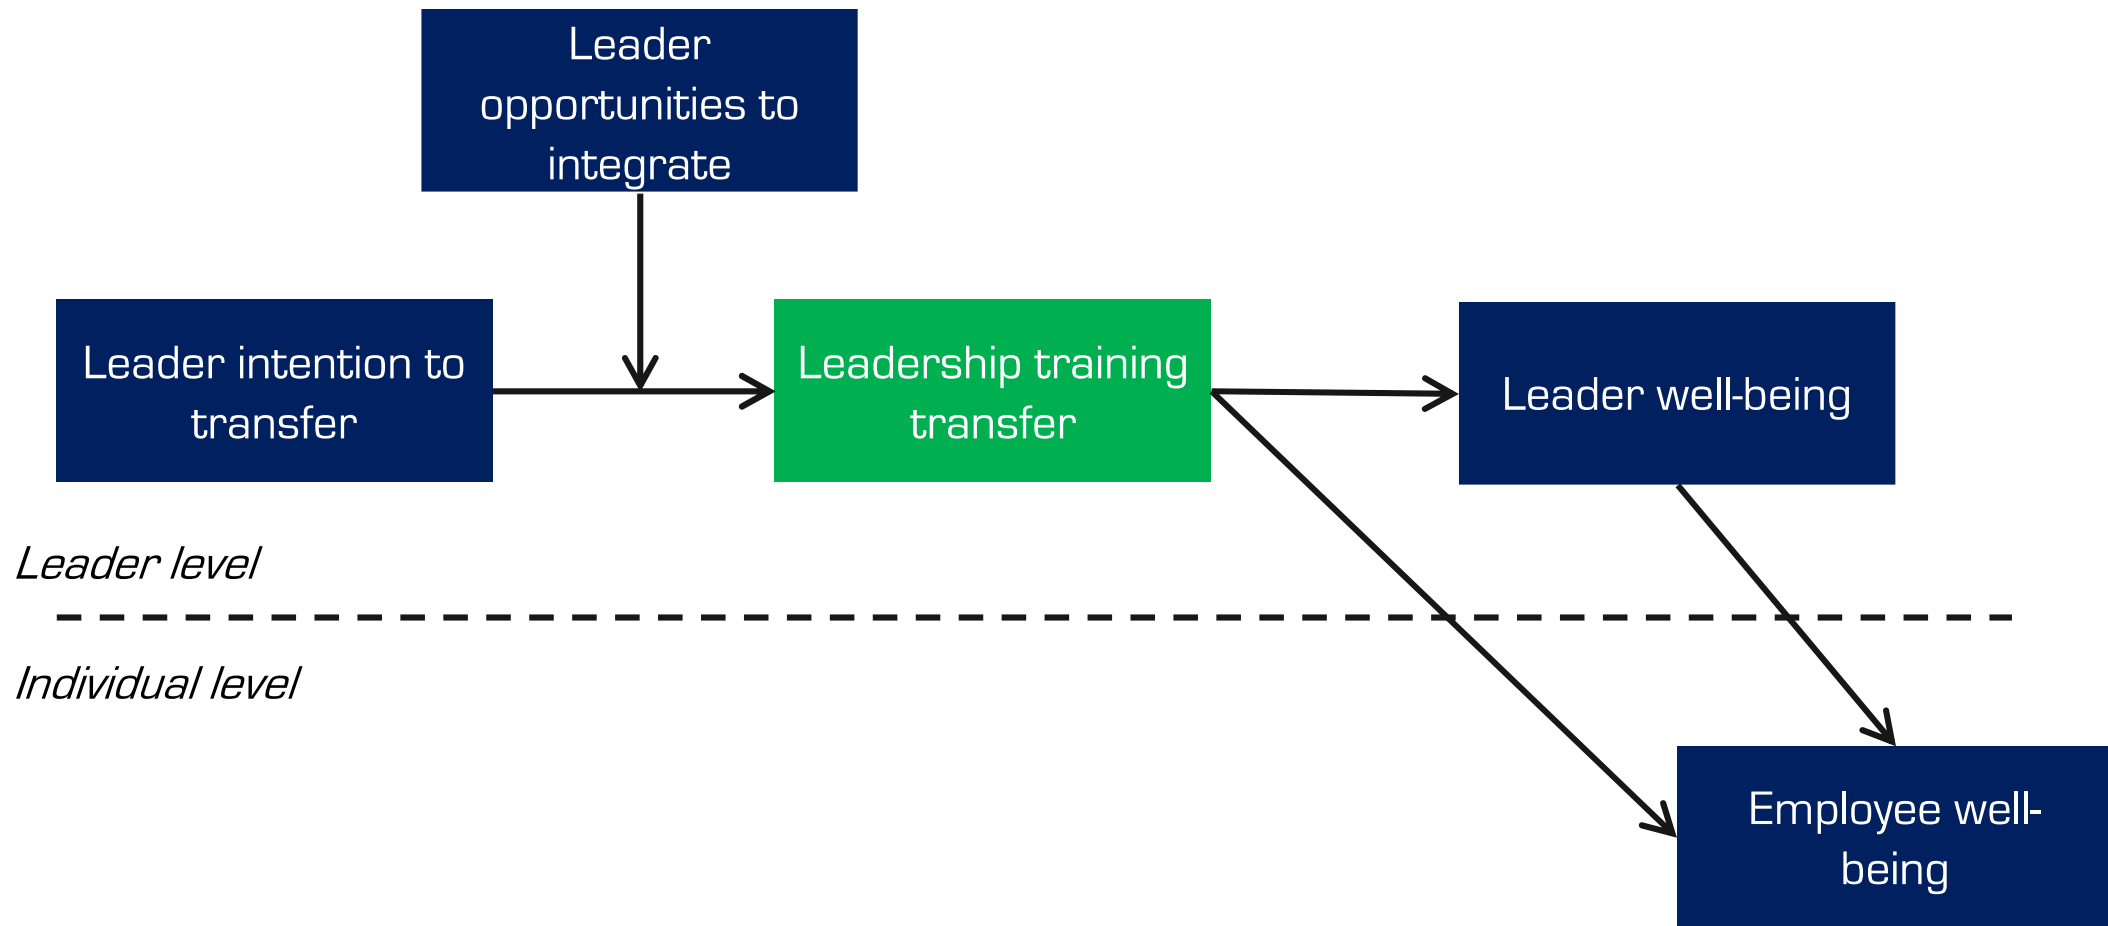 Leader
opportunities to
integrate
Leader intention to
transfer
Leadership training
transfer
Leader well-being
Leader level
Individual level
Employee well-
being